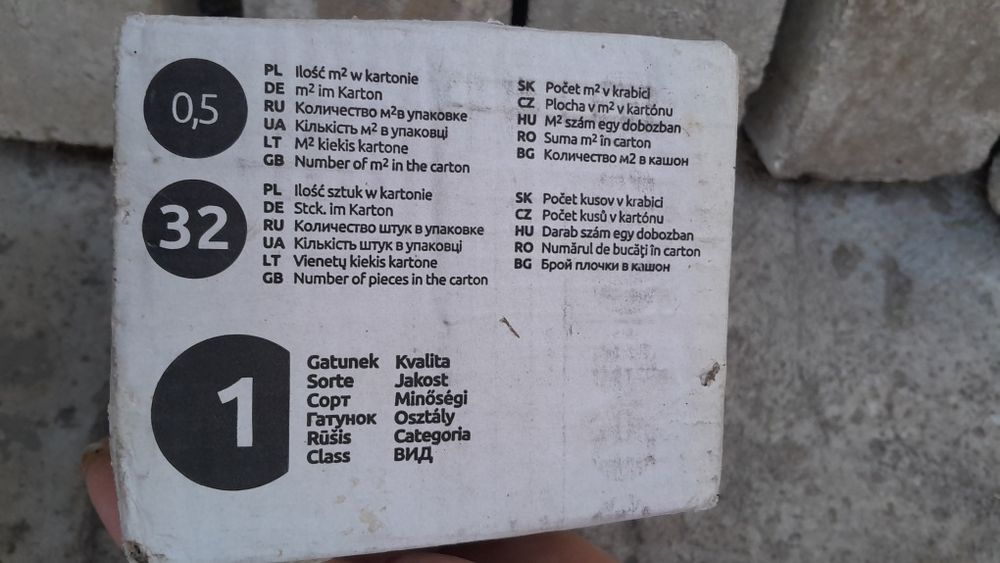 0,5
PL Ilość m² w kartonie
DE m² im Karton
RU Количество м²в упаковке
UA Кількість м² в упаковці
LT M² kiekis kartone
GB Number of m² in the carton
SK Počet m² v krabici
CZ Plocha v m² v kartónu
HU M² szám egy dobozban
RO Suma m² în carton
BG Количество м2 в кашон
32
PL Ilość sztuk w kartonie
DE Stck. im Karton
RU Количество штук в упаковке
UA Кількість штук в упаковці
LT Vienetų kiekis kartone
GB Number of pieces in the carton
SK Počet kusov v krabici
CZ Počet kusů v kartónu
HU Darab szám egy dobozban
RO Numărul de bucăţi în carton
BG Брой плочки в кашон
1
Gatunek
Sorte
Сорт
Гатунок
Rūšis
Class
Kvalita
Jakost
Minőségi
Osztály
Categoria
ВИД